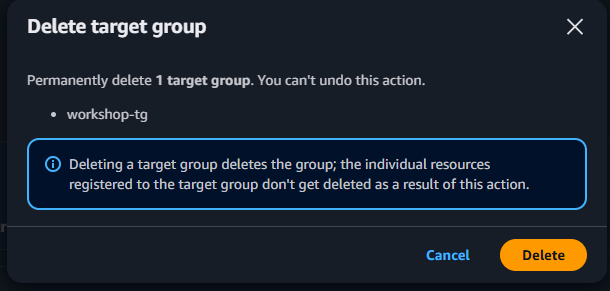 Delete target group
Permanently delete 1 target group. You can't undo this action.
• workshop-tg
Deleting a target group deletes the group; the individual resources
registered to the target group don't get deleted as a result of this action.
Cancel
Delete